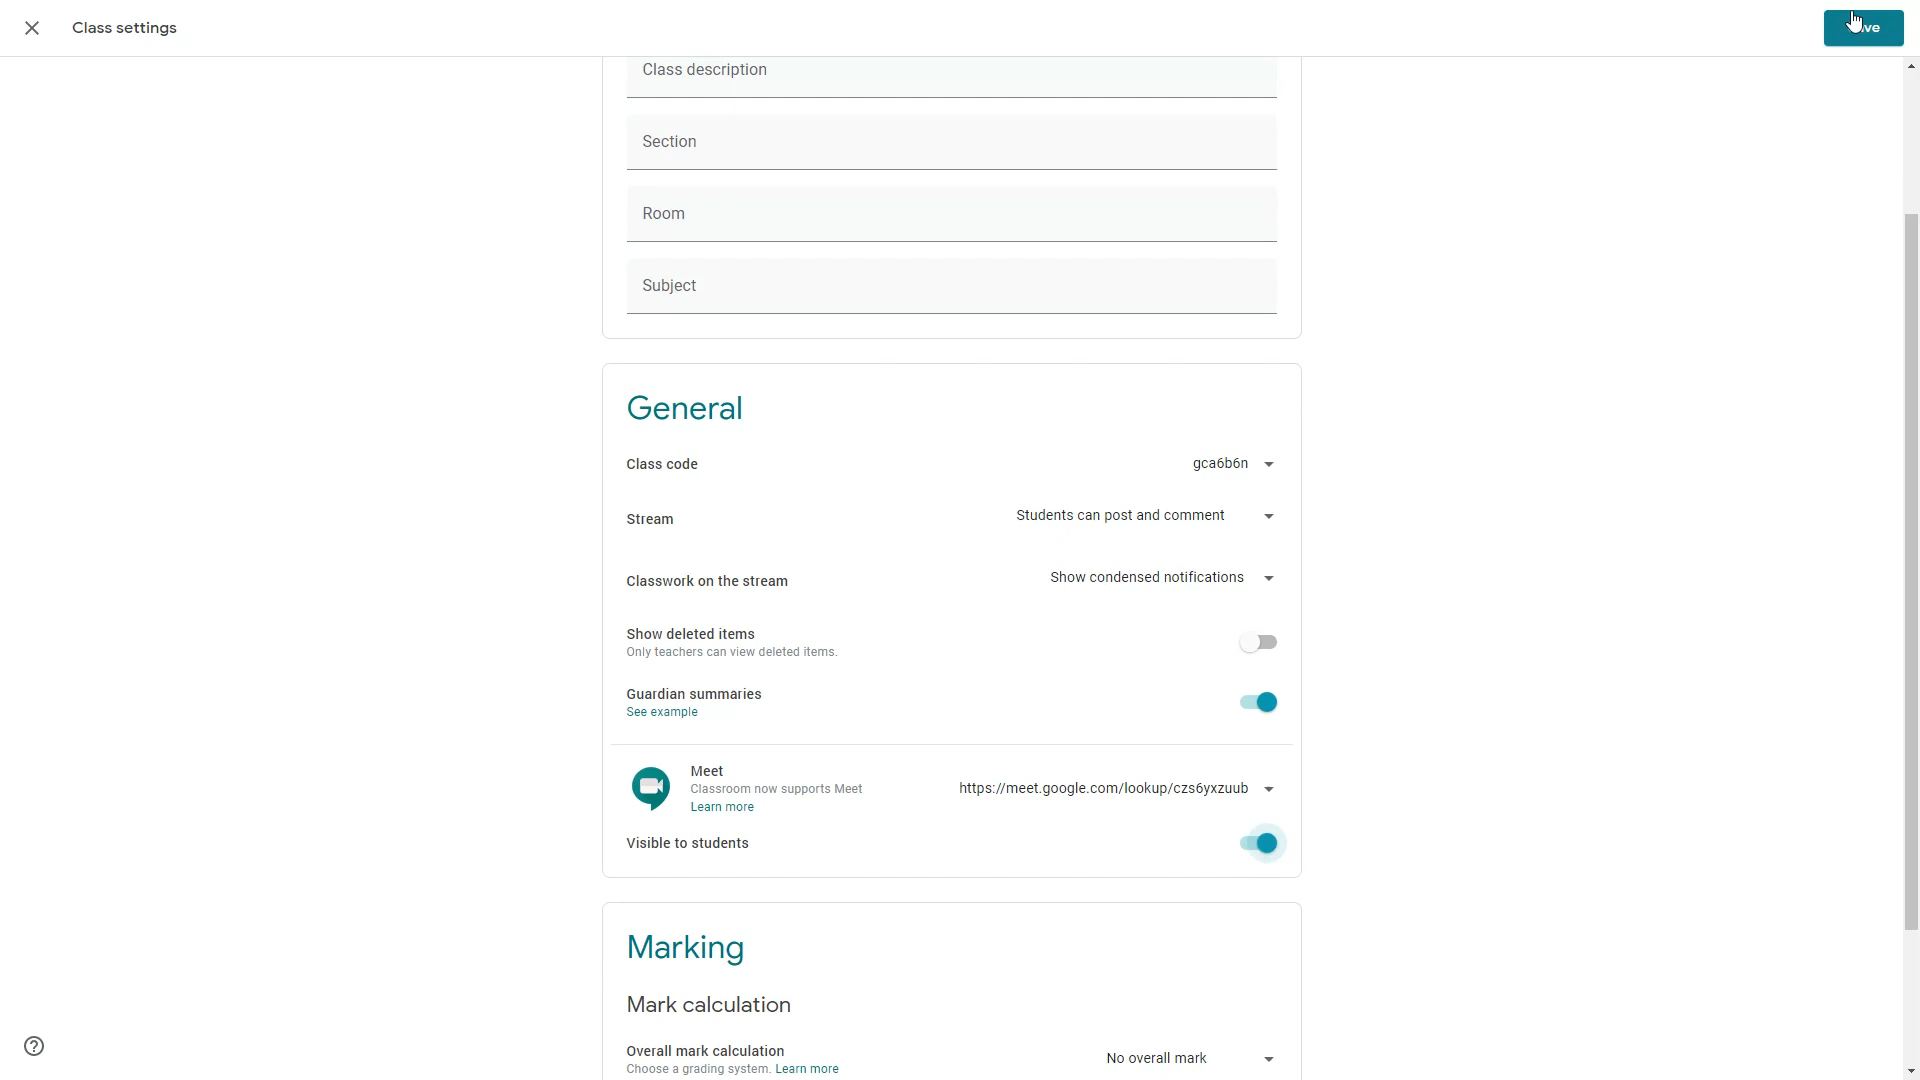 Class settings
Class description
Section
Room
Subject
General
Class code
gca6b6n
Stream
Students can post and comment
Classwork on the stream
Show condensed notifications
Show deleted items
Only teachers can view deleted items.
Guardian summaries
See example
Meet
Classroom now supports Meet
Learn more
https://meet.google.com/lookup/czs6yxzuub
Visible to students
Marking
Mark calculation
Overall mark calculation
Choose a grading system. Learn more
No overall mark